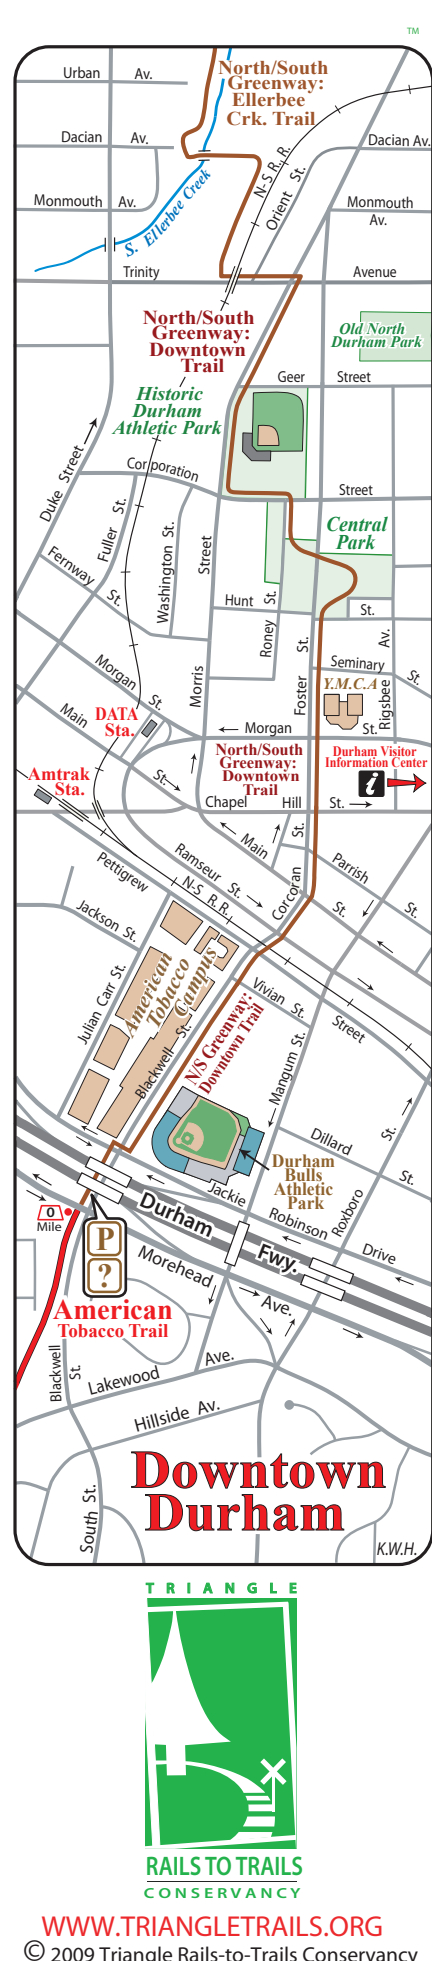 TM
North/South
Greenway:
Ellerbee
Crk. Trail
Urban Av.
Dacian Av.
Dacian Av.
N-S R.R.
Orient St.
Monmouth Av.
Monmouth
Av.
S. Ellerbee Creek
Trinity Avenue
North/South
Greenway:
Downtown
Trail
Old North
Durham Park
Geer Street
Historic
Durham
Athletic Park
Duke Street
Corporation Street
Fuller St.
Washington St.
Street
Central
Park
Fernway St.
Hunt St.
Roney St.
Foster St.
Morris
Rigsbee Av.
Seminary St.
Y.M.C.A
Morgan St.
Main St.
DATA
Sta.
Morgan St.
North/South
Greenway:
Downtown
Trail
Durham Visitor
Information Center
i
Amtrak
Sta.
Chapel Hill St.
Main St.
Ramseur St.
Parrish St.
Corcoran St.
Pettigrew Street
N-S R.R.
Jackson St.
Julian Carr St.
American
Tobacco
Campus
Blackwell St.
N/S Greenway:
Downtown Trail
Vivian St.
Mangum St.
Dillard St.
Roxboro St.
Durham
Bulls
Athletic
Park
Jackie Robinson Drive
Durham Fwy.
0
Mile
P
?
Morehead Ave.
American
Tobacco Trail
Blackwell St.
Lakewood Ave.
Hillside Av.
South St.
Downtown
Durham
K.W.H.
TRIANGLE
RAILS TO TRAILS
CONSERVANCY
WWW.TRIANGLETRAILS.ORG
© 2009 Triangle Rails-to-Trails Conservancy